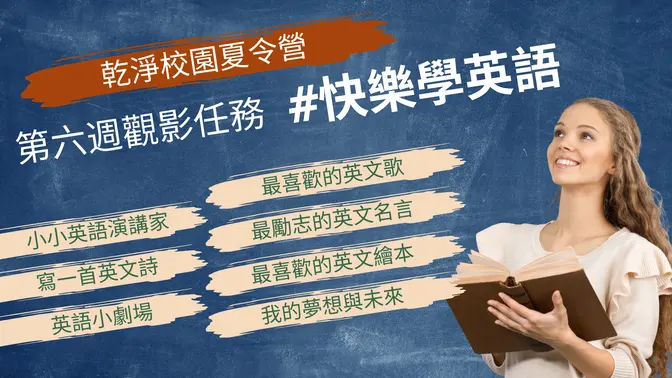 乾淨校園夏令營
第六週觀影任務 #快樂學英語
小小英語演講家
寫一首英文詩
英語小劇場
最喜歡的英文歌
最勵志的英文名言
最喜歡的英文繪本
我的夢想與未來